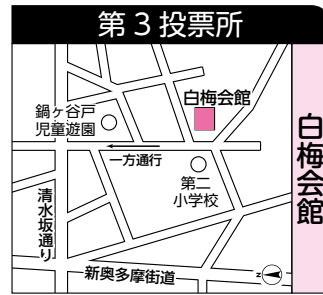 第3投票所
白梅会館
鍋ヶ谷戸
児童遊園
一方通行
第二
小学校
清水坂通り
新奥多摩街道
N
白梅会館